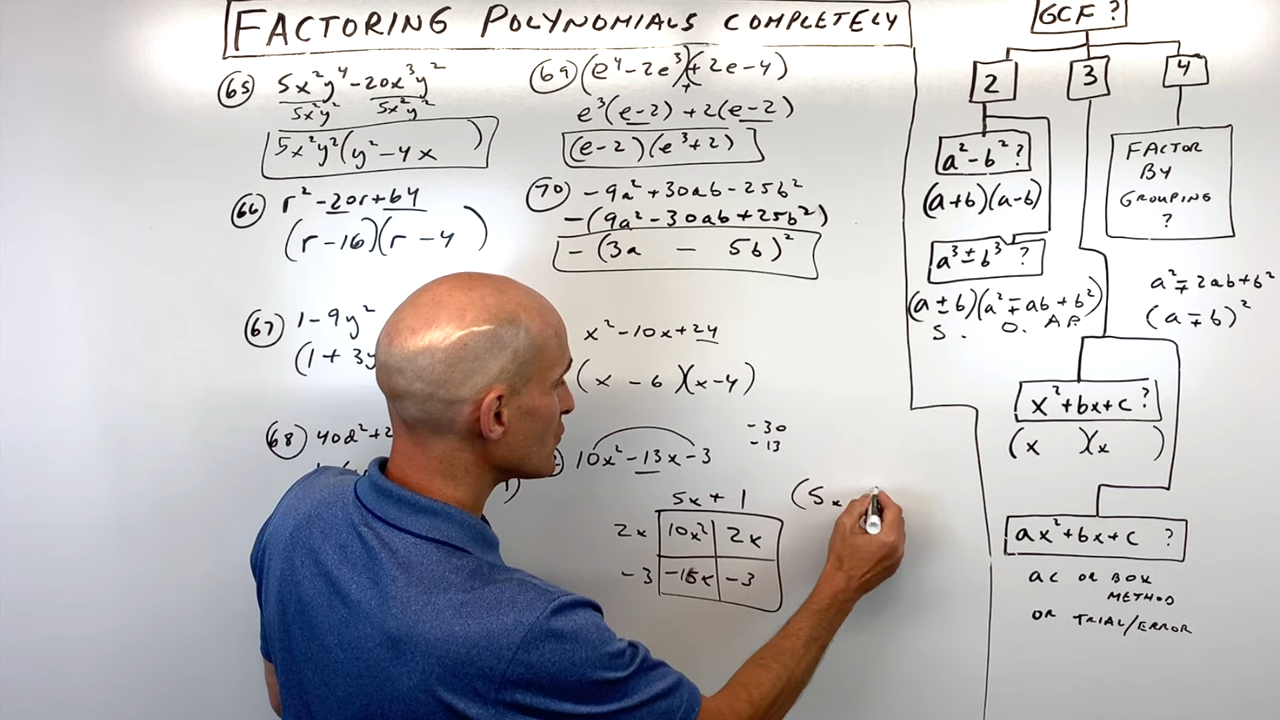 FACTORING POLYNOMIALS COMPLETELY
65 5x²y⁴ - 20x³y²
5x²y² 5x²y²
5x²y²(y² - 4x )
66 r² - 20r + 64
(r - 16)(r - 4 )
67 1 - 9y²
(1 + 3y
68 40d² + 2
69 (e⁴ - 2e³)(+2e - 4)
+
e³(e - 2) + 2(e - 2)
(e - 2)(e³ + 2)
70 -9a² + 30ab - 25b²
-(9a² - 30ab + 25b²)
-(3a - 5b)²
x² - 10x + 24
(x - 6)(x - 4)
10x² - 13x - 3
-30
-13
5x + 1
2x 10x² 2x
-3 -15x -3
(5x
GCF ?
2 3 4
a² - b² ?
(a+b)(a-b)
a³ ± b³ ?
(a ± b)(a² ∓ ab + b²)
S. O. A.P.
FACTOR
BY
GROUPING
?
a² ∓ 2ab + b²
(a ∓ b)²
x² + bx + c ?
(x )(x )
ax² + bx + c ?
AC OR BOX
METHOD
OR TRIAL/ERROR